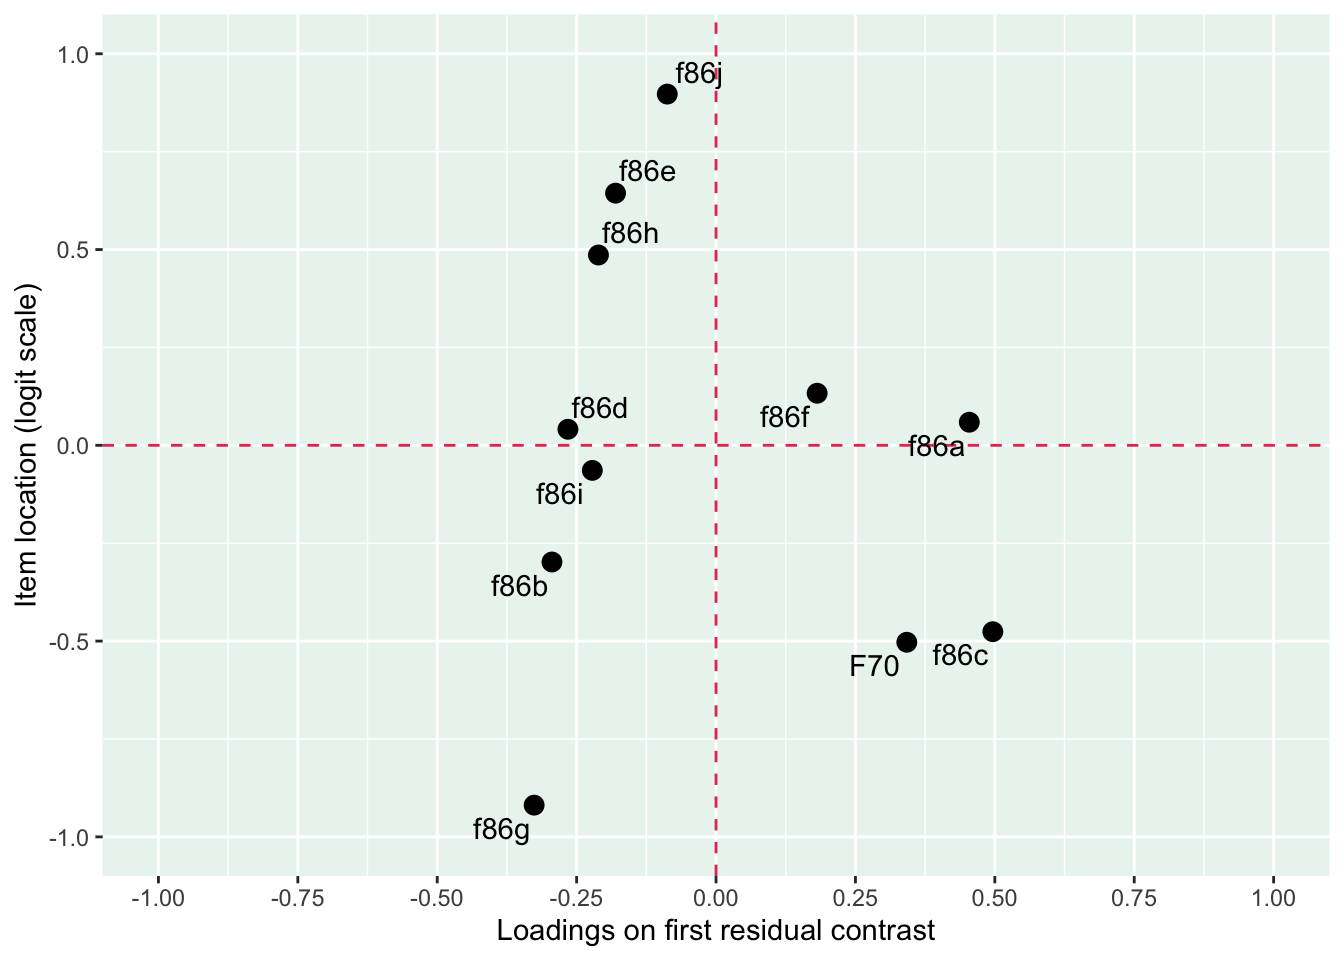 Item location (logit scale)
1.0
0.5
0.0
-0.5
-1.0
f86j
f86e
f86h
f86d
f86f
f86a
f86i
f86b
F70
f86c
f86g
-1.00
-0.75
-0.50
-0.25
0.00
0.25
0.50
0.75
1.00
Loadings on first residual contrast